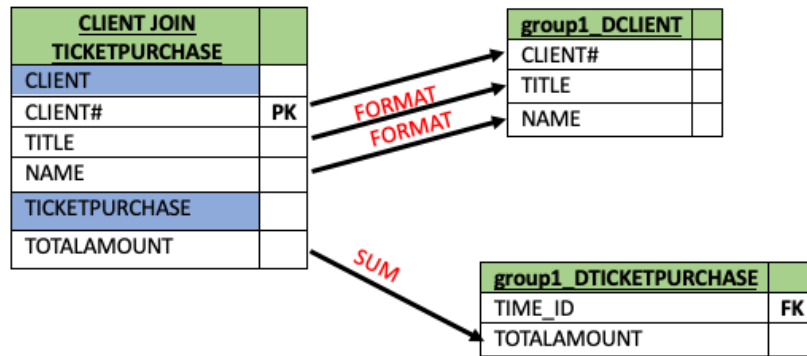 CLIENT JOIN
TICKETPURCHASE
CLIENT
CLIENT# PK
TITLE
NAME
TICKETPURCHASE
TOTALAMOUNT
FORMAT
FORMAT
SUM
group1_DCLIENT
CLIENT#
TITLE
NAME
group1_DTICKETPURCHASE
TIME_ID FK
TOTALAMOUNT